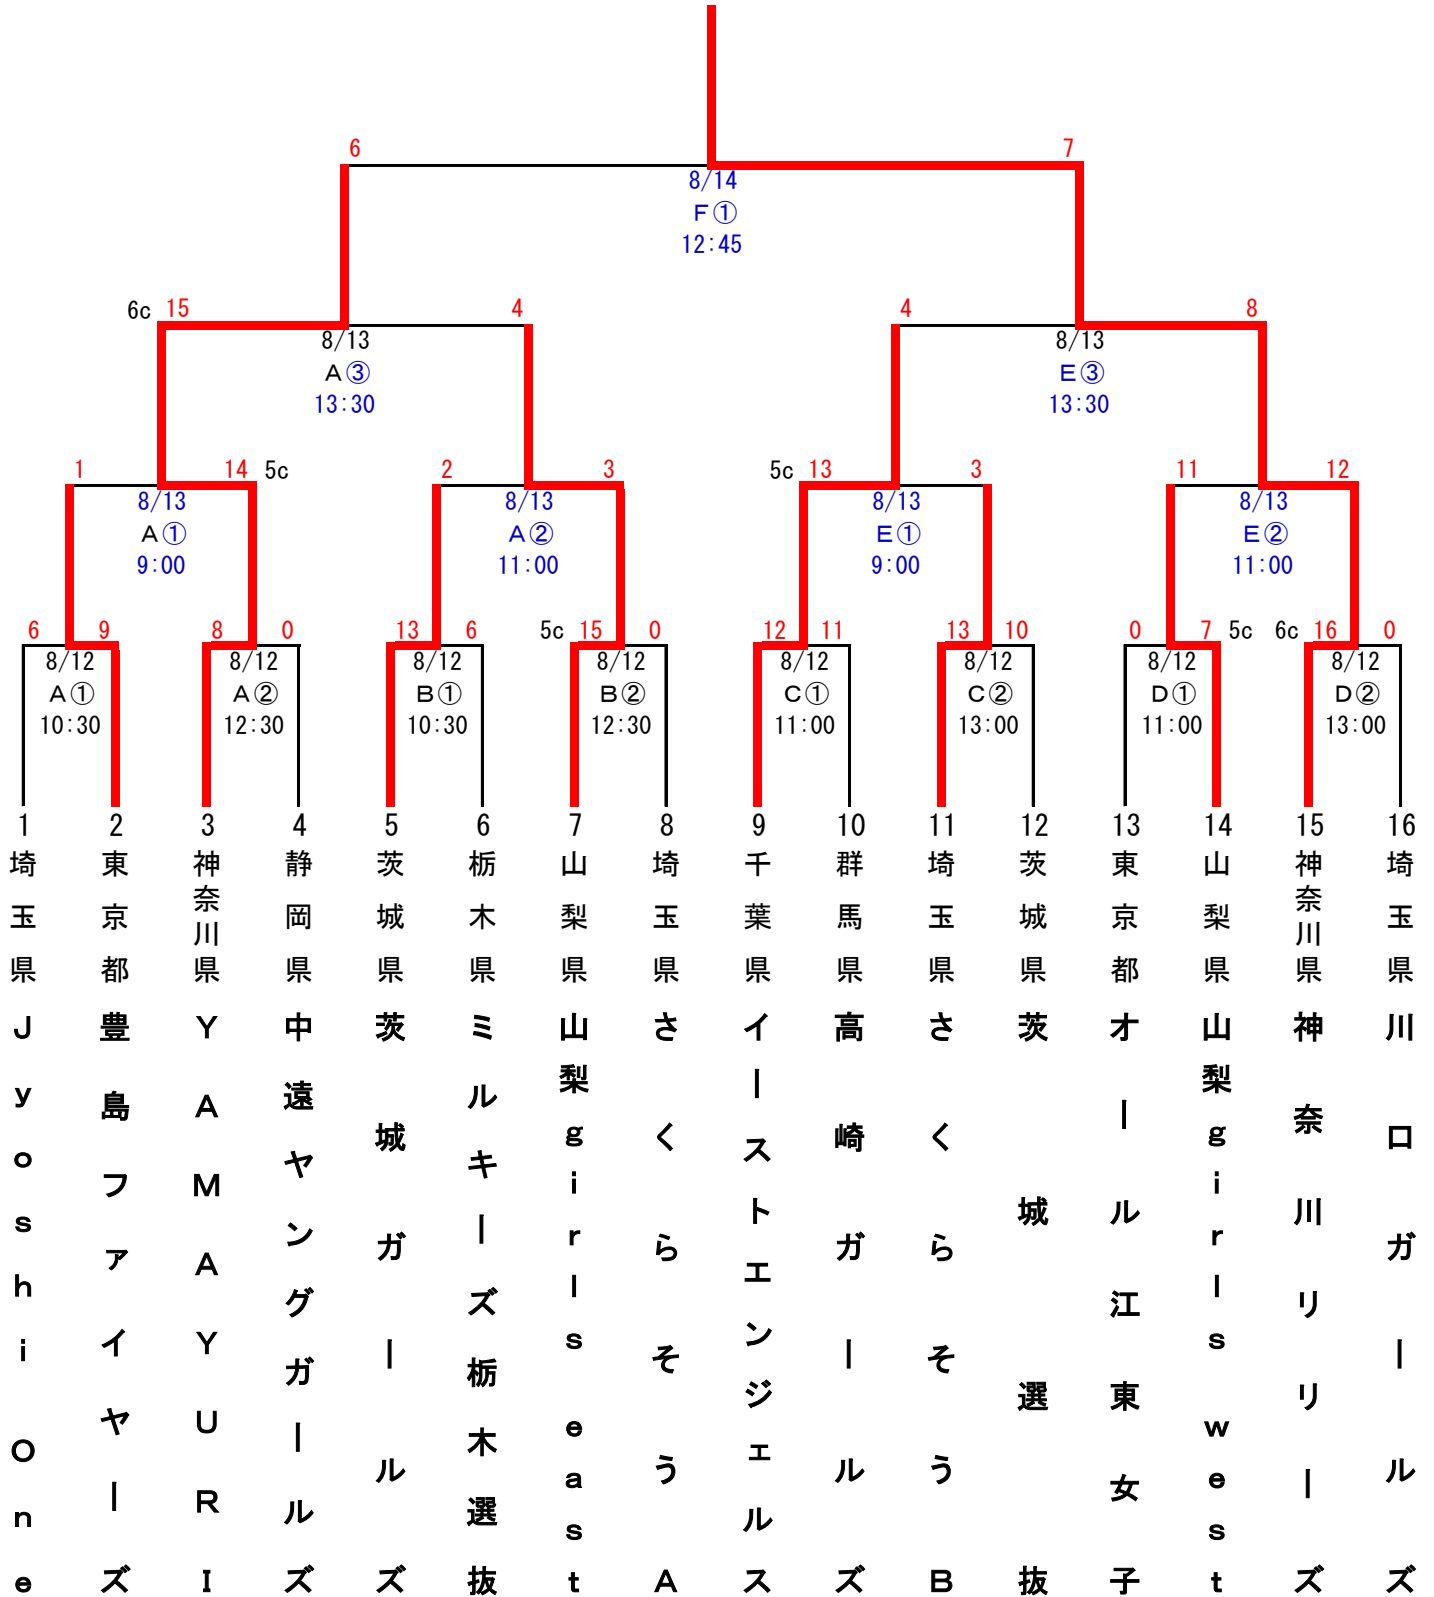 6 7
8/14
F①
12:45
6c 15 4 4 8
8/13 8/13
A③ E③
13:30 13:30
1 14 5c 2 3 5c 13 3 11 12
8/13 8/13 8/13 8/13
A① A② E① E②
9:00 11:00 9:00 11:00
6 9 8 0 13 6 5c 15 0 12 11 13 10 0 7 5c 6c 16 0
8/12 8/12 8/12 8/12 8/12 8/12 8/12 8/12
A① A② B① B② C① C② D① D②
10:30 12:30 10:30 12:30 11:00 13:00 11:00 13:00
1 2 3 4 5 6 7 8 9 10 11 12 13 14 15 16
埼玉県
Jyoshi One
東京都
豊島ファイヤーズ
神奈川県
YAMAYURI
静岡県
中遠ヤングガールズ
茨城県
茨城ガールズ
栃木県
ミルキーズ栃木選抜
山梨県
山梨girls east
埼玉県
さくらそうA
千葉県
イーストエンジェルス
群馬県
高崎ガールズ
埼玉県
さくらそうB
茨城県
茨城選抜
東京都
オール江東女子
山梨県
山梨girls west
神奈川県
神奈川リリーズ
埼玉県
川口ガールズ